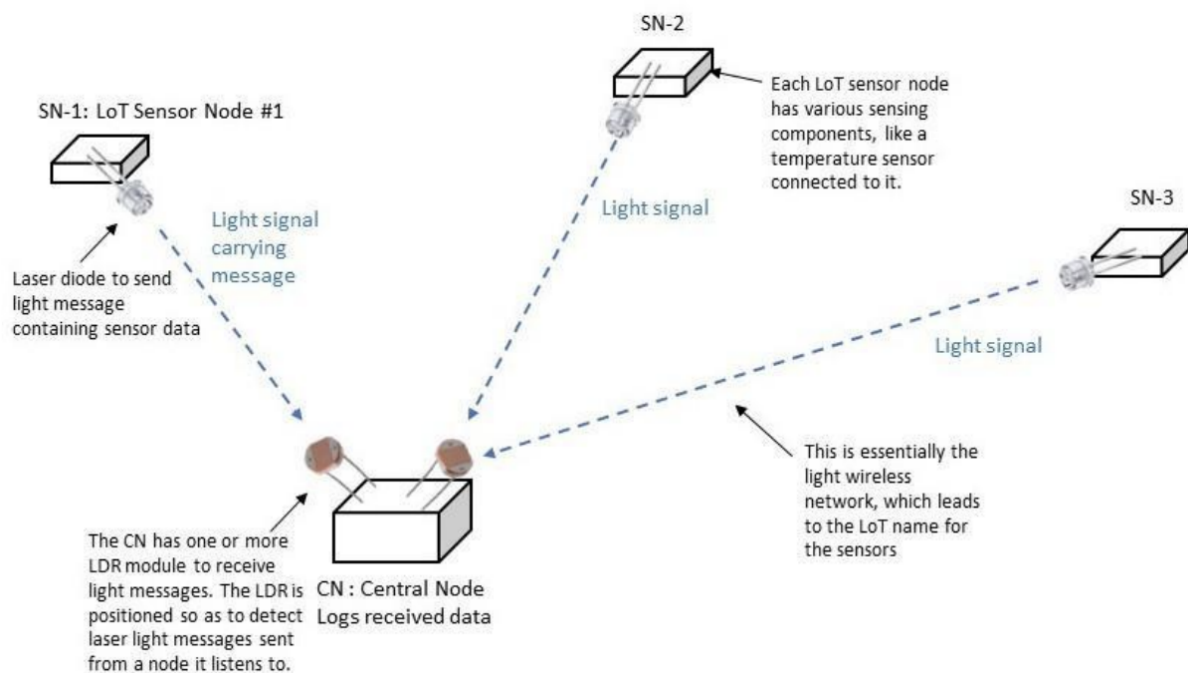 SN-2
Each LoT sensor node
has various sensing
components, like a
temperature sensor
connected to it.
SN-1: LoT Sensor Node #1
SN-3
Light signal
carrying
message
Light signal
Laser diode to send
light message
containing sensor data
Light signal
This is essentially the
light wireless
network, which leads
to the LoT name for
the sensors
The CN has one or more
LDR module to receive
light messages. The LDR is
positioned so as to detect
laser light messages sent
from a node it listens to.
CN : Central Node
Logs received data